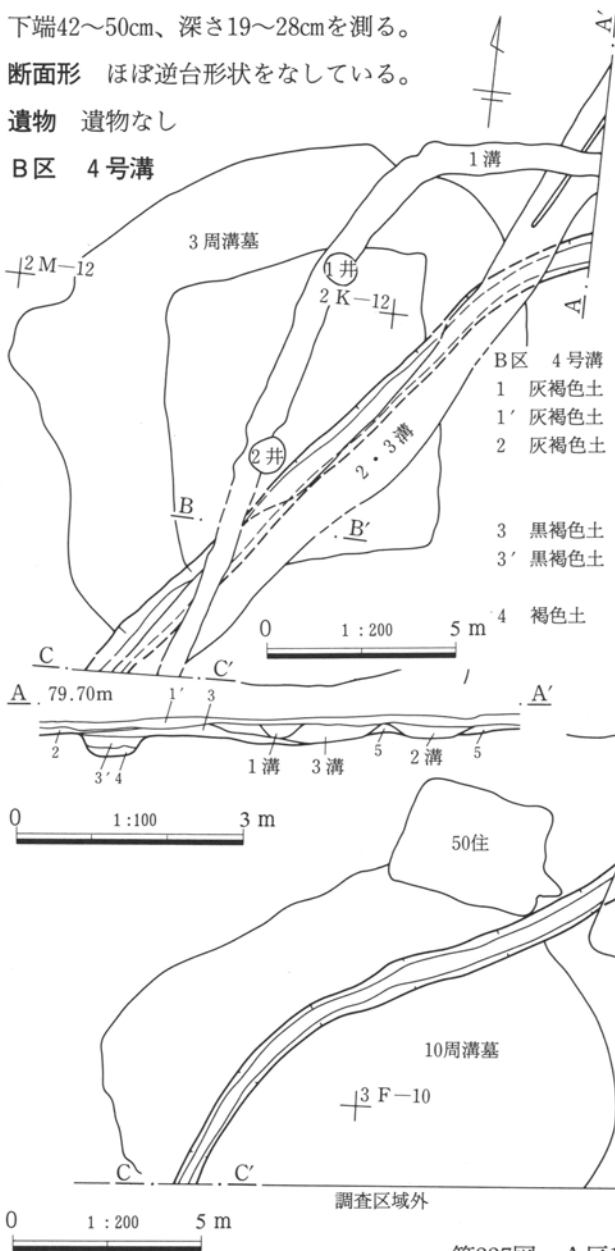 下端42〜50cm、深さ19〜28cmを測る。
断面形　ほぼ逆台形状をなしている。
遺物　遺物なし
B区　4号溝
A′
1溝
3周溝墓
2 M—12
1井
2 K—12
A
B区　4号溝
1　灰褐色土
1′　灰褐色土
2　灰褐色土
3　黒褐色土
3′　黒褐色土
4　褐色土
2・3溝
2井
B
B′
0　1：200　5 m
C
C′
A　79.70m　1′　3　A′
2　3′4　1溝　3溝　5　2溝　5
0　1:100　3 m
50住
10周溝墓
3 F—10
C　C′
調査区域外
0　1：200　5 m